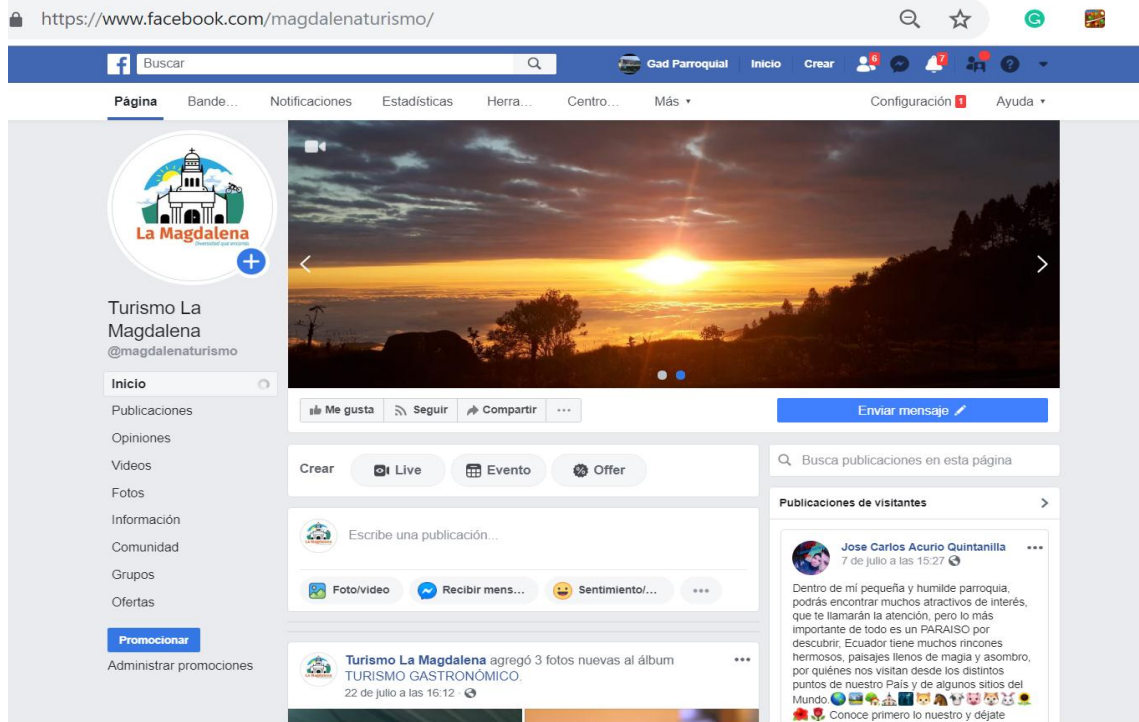 https://www.facebook.com/magdalenaturismo/
Buscar
Gad Parroquial Inicio Crear 6 7
Página Bande... Notificaciones Estadísticas Herra... Centro... Más Configuración 1 Ayuda
La Magdalena
Diversidad que encanta
Turismo La
Magdalena
@magdalenaturismo
Inicio
Publicaciones
Opiniones
Videos
Fotos
Información
Comunidad
Grupos
Ofertas
Promocionar
Administrar promociones
Me gusta Seguir Compartir ...
Enviar mensaje
Crear Live Evento Offer
Escribe una publicación...
Foto/video Recibir mens... Sentimiento/... ...
Turismo La Magdalena agregó 3 fotos nuevas al álbum
TURISMO GASTRONÓMICO.
22 de julio a las 16:12 ·
Busca publicaciones en esta página
Publicaciones de visitantes
Jose Carlos Acurio Quintanilla
7 de julio a las 15:27
Dentro de mí pequeña y humilde parroquia,
podrás encontrar muchos atractivos de interés,
que te llamarán la atención, pero lo más
importante de todo es un PARAISO por
descubrir, Ecuador tiene muchos rincones
hermosos, paisajes llenos de magia y asombro,
por quiénes nos visitan desde los distintos
puntos de nuestro País y de algunos sitios del
Mundo.
Conoce primero lo nuestro y déjate